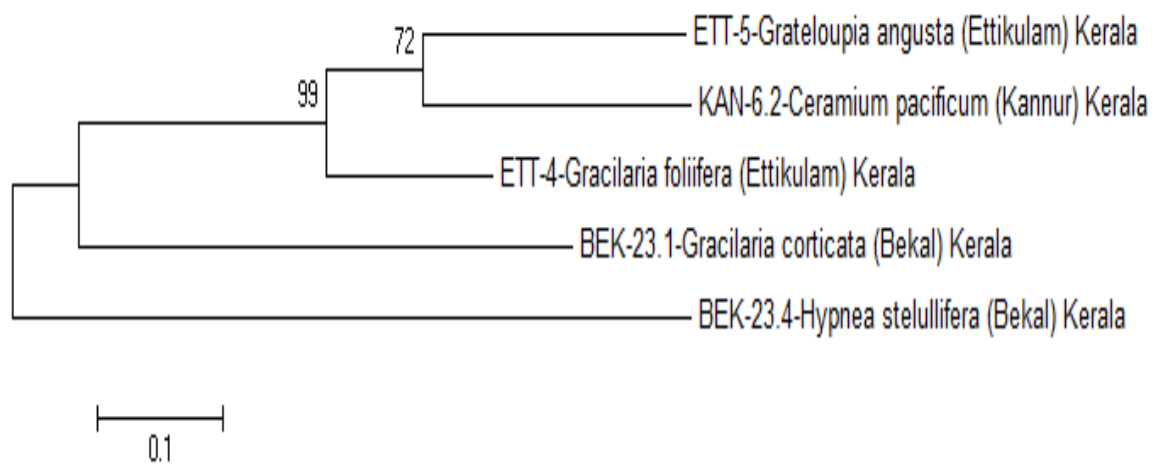 72
ETT-5-Grateloupia angusta (Ettikulam) Kerala
99
KAN-6.2-Ceramium pacificum (Kannur) Kerala
ETT-4-Gracilaria foliifera (Ettikulam) Kerala
BEK-23.1-Gracilaria corticata (Bekal) Kerala
BEK-23.4-Hypnea stelullifera (Bekal) Kerala
0.1